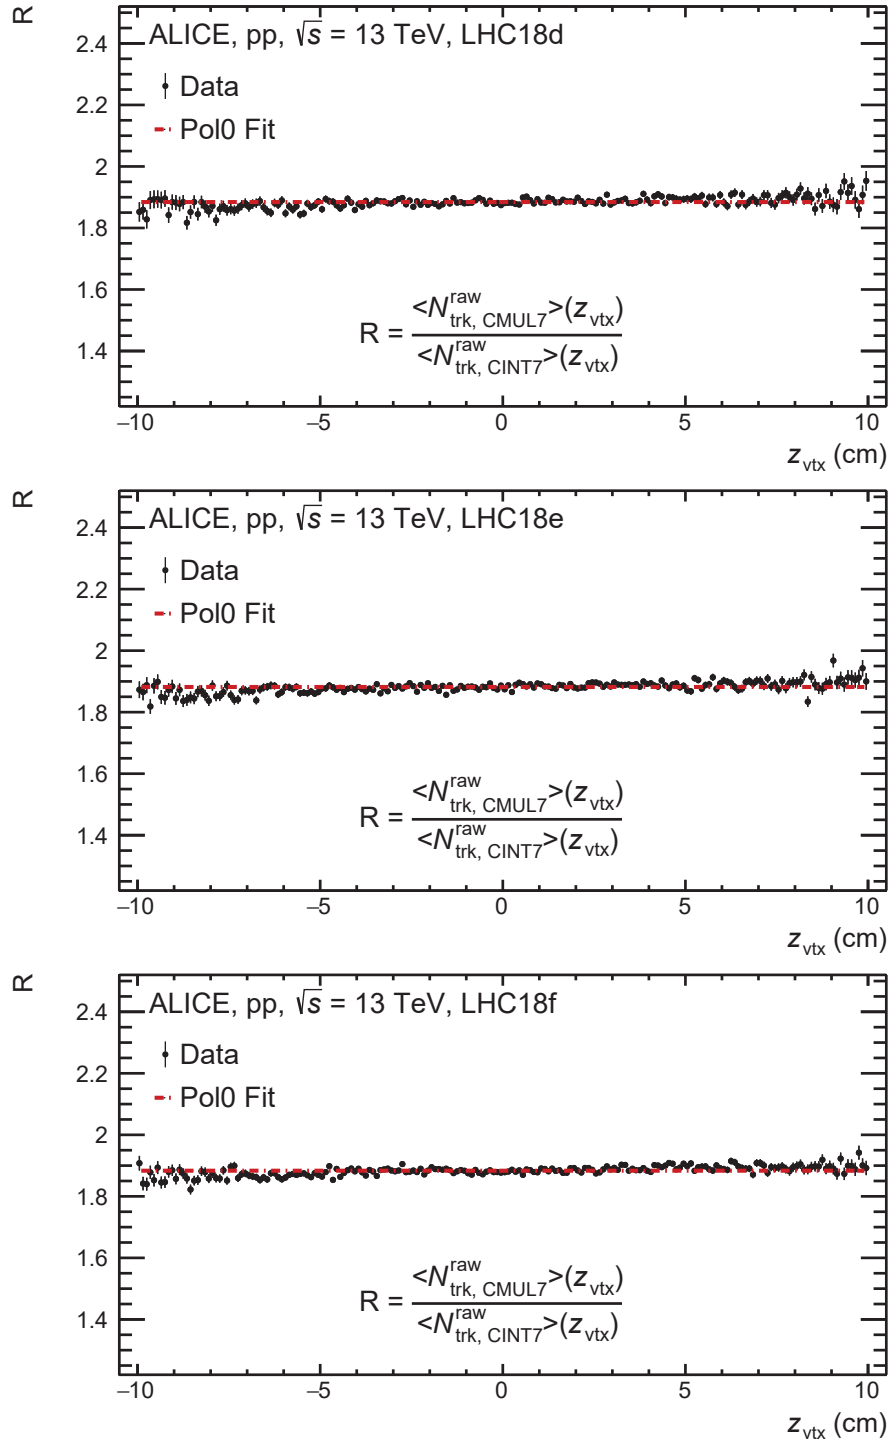 R
ALICE, pp, √s = 13 TeV, LHC18d
Data
Pol0 Fit
2.4
2.2
2
1.8
1.6
1.4
R = <N^raw_trk, CMUL7>(z_vtx) / <N^raw_trk, CINT7>(z_vtx)
−10 −5 0 5 10
z_vtx (cm)
R
ALICE, pp, √s = 13 TeV, LHC18e
Data
Pol0 Fit
2.4
2.2
2
1.8
1.6
1.4
R = <N^raw_trk, CMUL7>(z_vtx) / <N^raw_trk, CINT7>(z_vtx)
−10 −5 0 5 10
z_vtx (cm)
R
ALICE, pp, √s = 13 TeV, LHC18f
Data
Pol0 Fit
2.4
2.2
2
1.8
1.6
1.4
R = <N^raw_trk, CMUL7>(z_vtx) / <N^raw_trk, CINT7>(z_vtx)
−10 −5 0 5 10
z_vtx (cm)